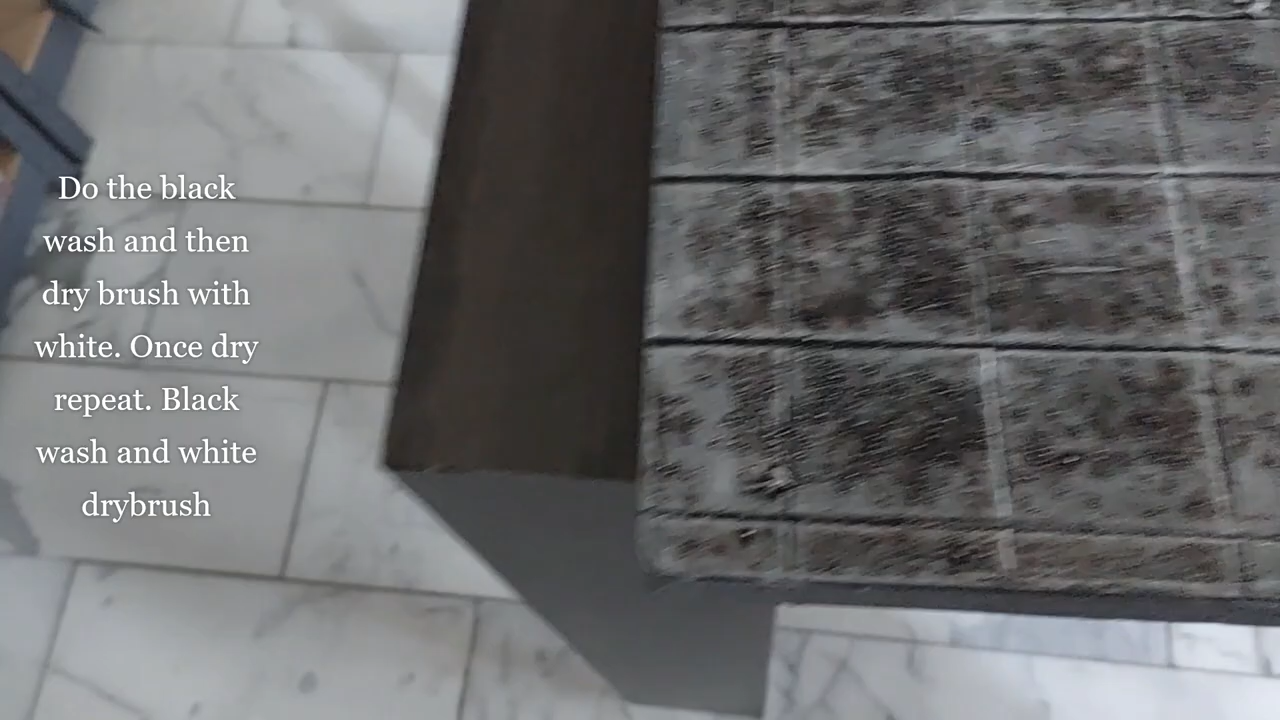 Do the black
wash and then
dry brush with
white. Once dry
repeat. Black
wash and white
drybrush